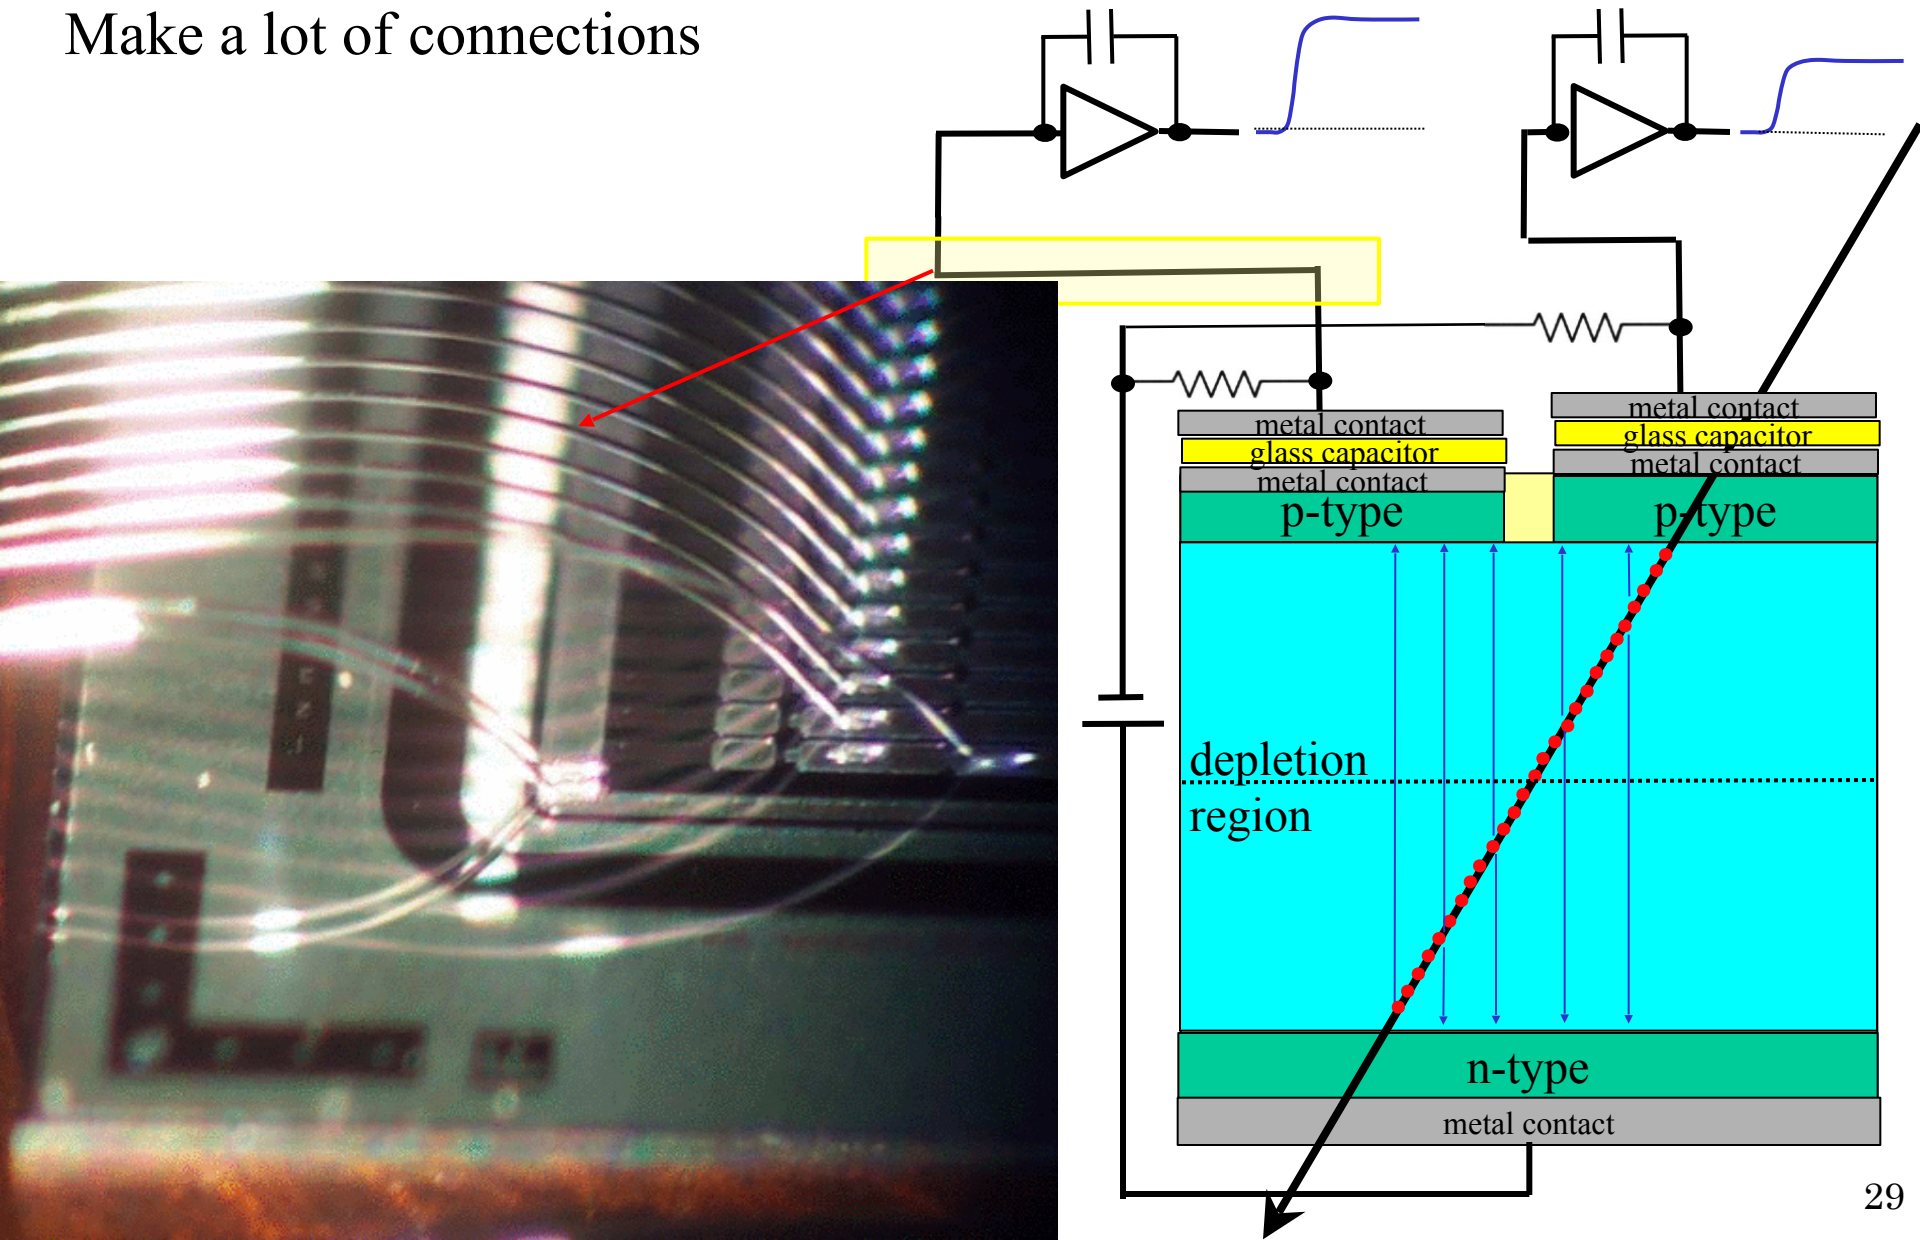 Make a lot of connections
metal contact
glass capacitor
metal contact
p-type
metal contact
glass capacitor
metal contact
p-type
depletion
region
n-type
metal contact
29